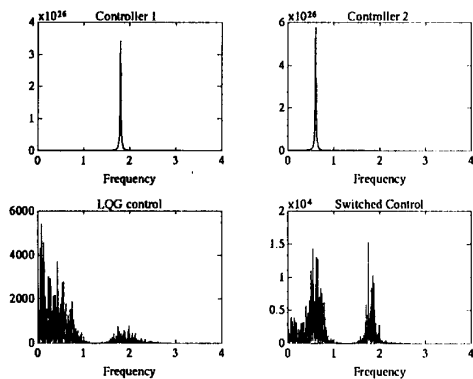 x10²⁶ Controller 1
4
3
2
1
0
0 1 2 3 4
Frequency
x10²⁶ Controller 2
6
4
2
0
0 1 2 3 4
Frequency
LQG control
6000
4000
2000
0
0 1 2 3 4
Frequency
x10⁴ Switched Control
2
1.5
1
0.5
0
0 1 2 3 4
Frequency